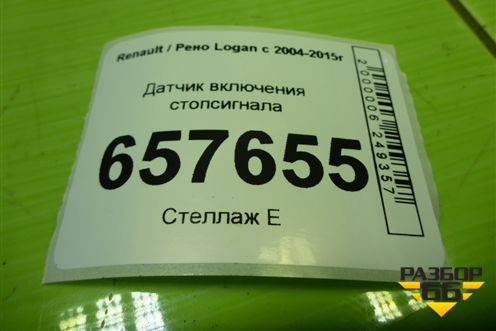 Renault / Рено Logan с 2004-2015г
Датчик включения
стопсигнала
657655
Стеллаж Е
2000006249357
РАЗБОР
66